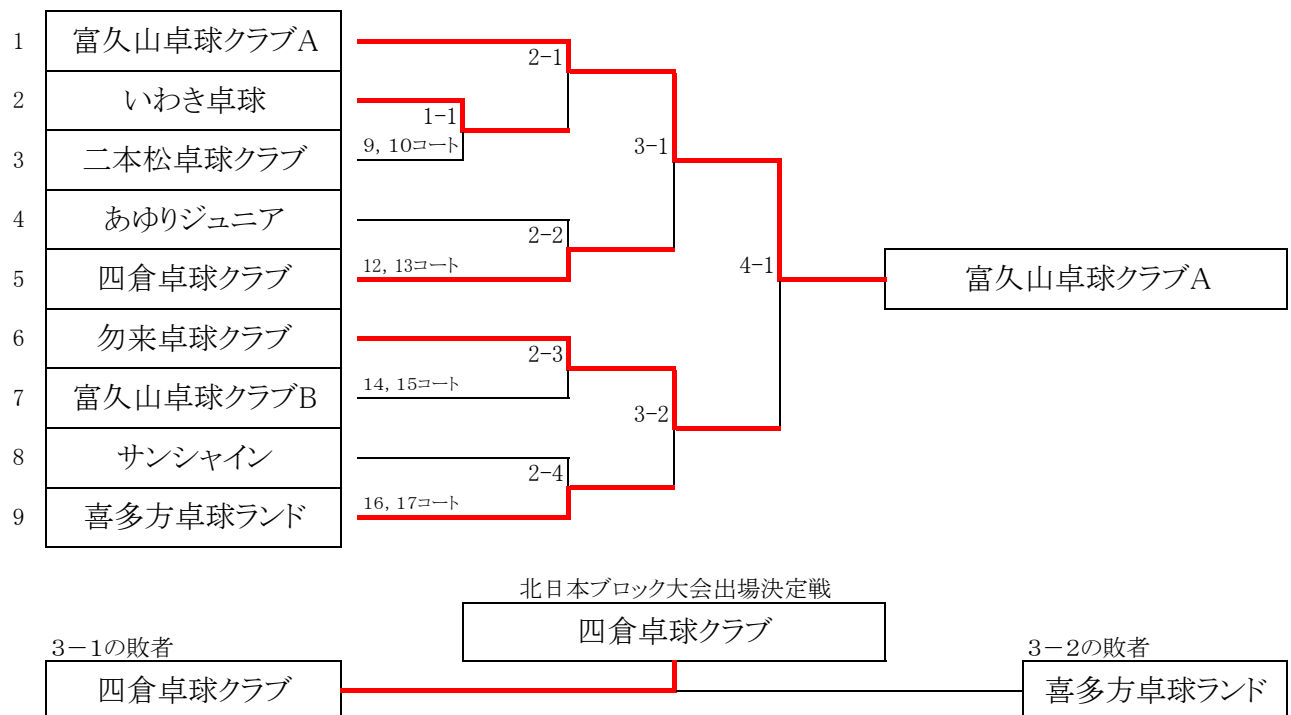 1 富久山卓球クラブA
2-1
2 いわき卓球
1-1
3 二本松卓球クラブ 9, 10コート 3-1
4 あゆりジュニア
2-2
5 四倉卓球クラブ 12, 13コート 4-1 富久山卓球クラブA
6 勿来卓球クラブ
2-3
7 富久山卓球クラブB 14, 15コート
3-2
8 サンシャイン
2-4
9 喜多方卓球ランド 16, 17コート
北日本ブロック大会出場決定戦
四倉卓球クラブ
3-1の敗者 3-2の敗者
四倉卓球クラブ 喜多方卓球ランド